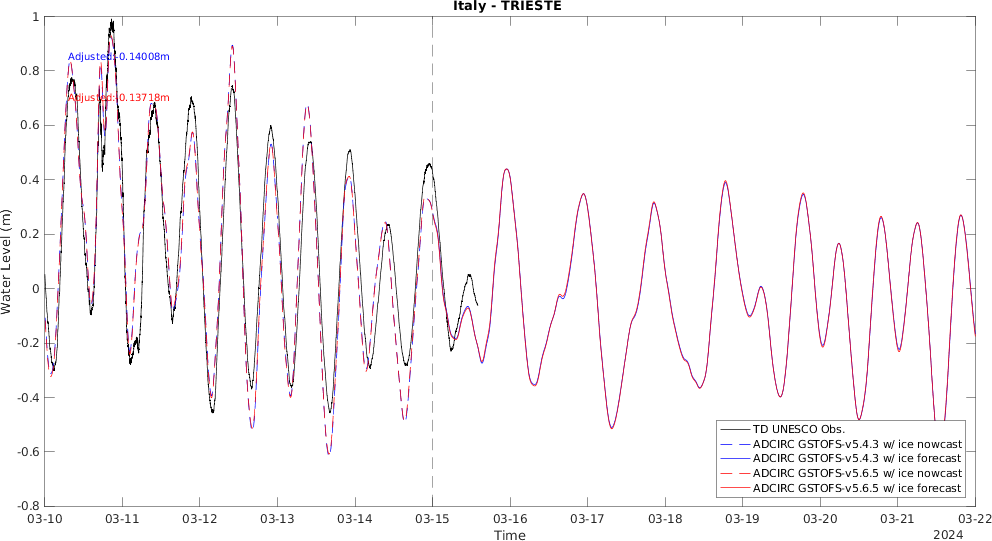 Italy - TRIESTE
Water Level (m)
1
0.8
0.6
0.4
0.2
0
-0.2
-0.4
-0.6
-0.8
Adjusted:-0.14008m
Adjusted:-0.13718m
TD UNESCO Obs.
ADCIRC GSTOFS-v5.4.3 w/ ice nowcast
ADCIRC GSTOFS-v5.4.3 w/ ice forecast
ADCIRC GSTOFS-v5.6.5 w/ ice nowcast
ADCIRC GSTOFS-v5.6.5 w/ ice forecast
03-10 03-11 03-12 03-13 03-14 03-15 03-16 03-17 03-18 03-19 03-20 03-21 03-22
Time
2024